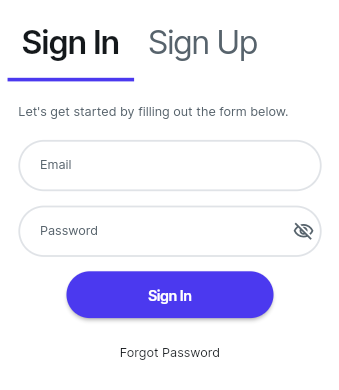 Sign In Sign Up
Let's get started by filling out the form below.
Email
Password
Sign In
Forgot Password